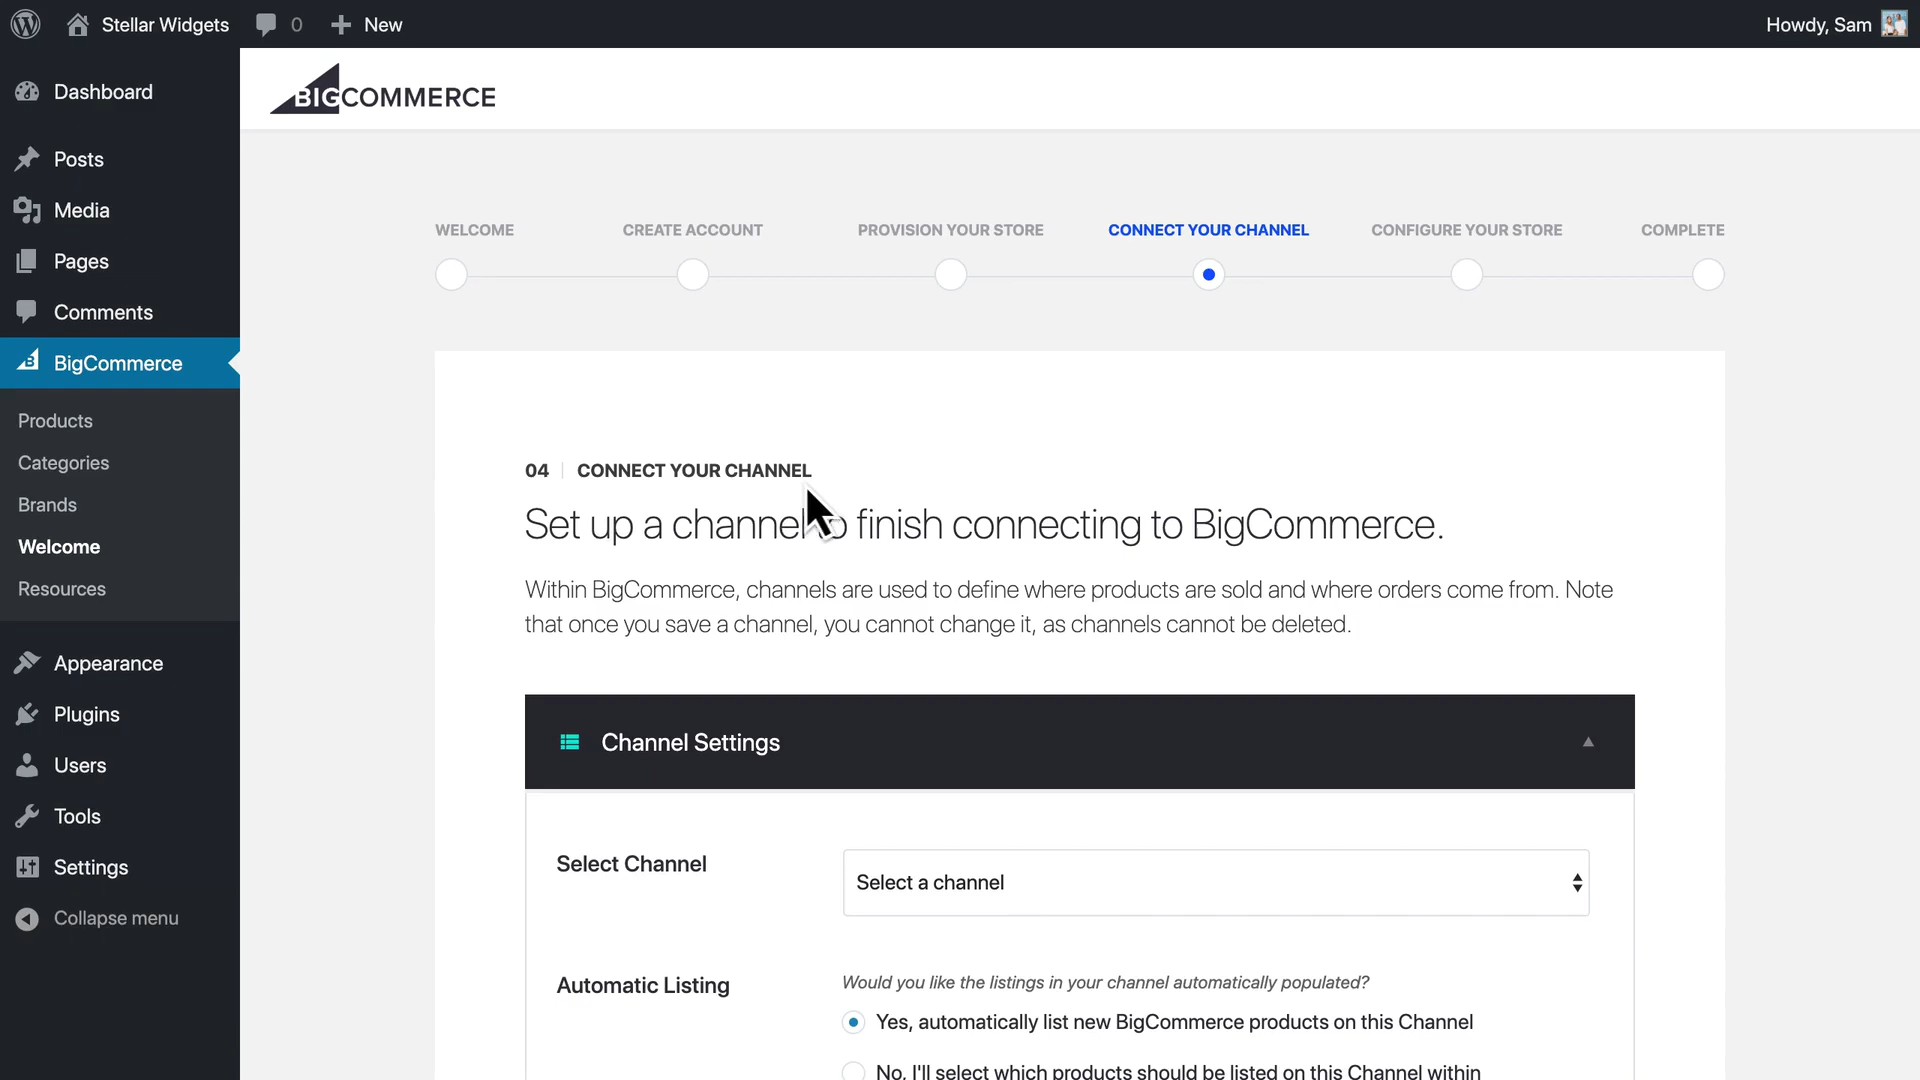 Stellar Widgets
0
New
Howdy, Sam
Dashboard
Posts
Media
Pages
Comments
BigCommerce
Products
Categories
Brands
Welcome
Resources
Appearance
Plugins
Users
Tools
Settings
Collapse menu
BIGCOMMERCE
WELCOME
CREATE ACCOUNT
PROVISION YOUR STORE
CONNECT YOUR CHANNEL
CONFIGURE YOUR STORE
COMPLETE
04 CONNECT YOUR CHANNEL
Set up a channel to finish connecting to BigCommerce.
Within BigCommerce, channels are used to define where products are sold and where orders come from. Note
that once you save a channel, you cannot change it, as channels cannot be deleted.
Channel Settings
Select Channel
Select a channel
Automatic Listing
Would you like the listings in your channel automatically populated?
Yes, automatically list new BigCommerce products on this Channel
No, I'll select which products should be listed on this Channel within